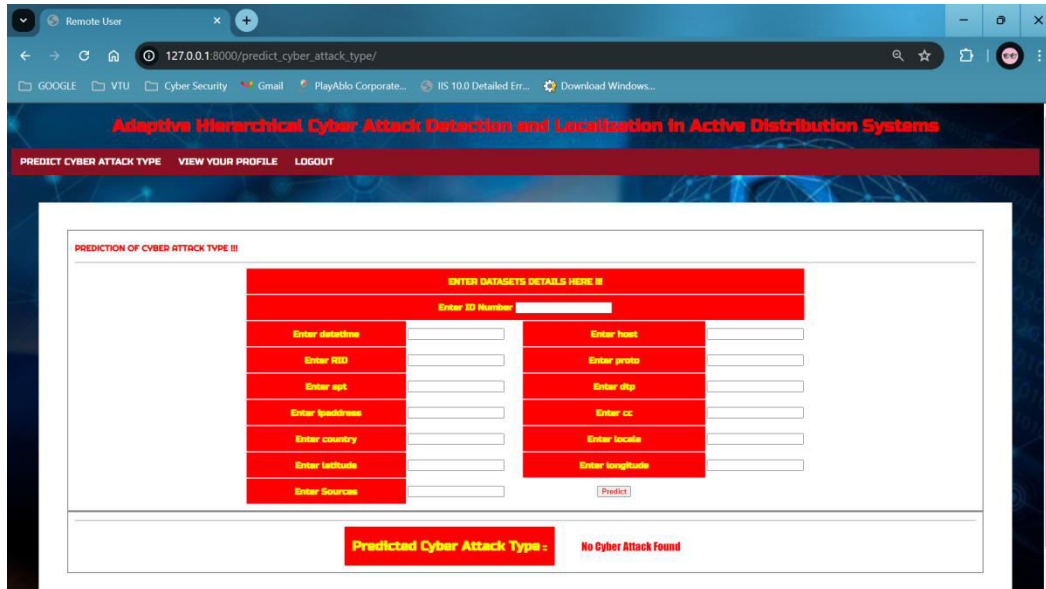 Remote User
127.0.0.1:8000/predict_cyber_attack_type/
GOOGLE VTU Cyber Security Gmail PlayAblo Corporate... IIS 10.0 Detailed Err... Download Windows...
Adaptive Hierarchical Cyber Attack Detection and Localization in Active Distribution Systems
PREDICT CYBER ATTACK TYPE VIEW YOUR PROFILE LOGOUT
PREDICTION OF CYBER ATTACK TYPE !!!
ENTER DATASETS DETAILS HERE !!!
Enter ID Number
Enter datetime Enter host
Enter RID Enter proto
Enter spt Enter dtp
Enter ipaddress Enter cc
Enter country Enter locale
Enter latitude Enter longitude
Enter Sources Predict
Predicted Cyber Attack Type : No Cyber Attack Found